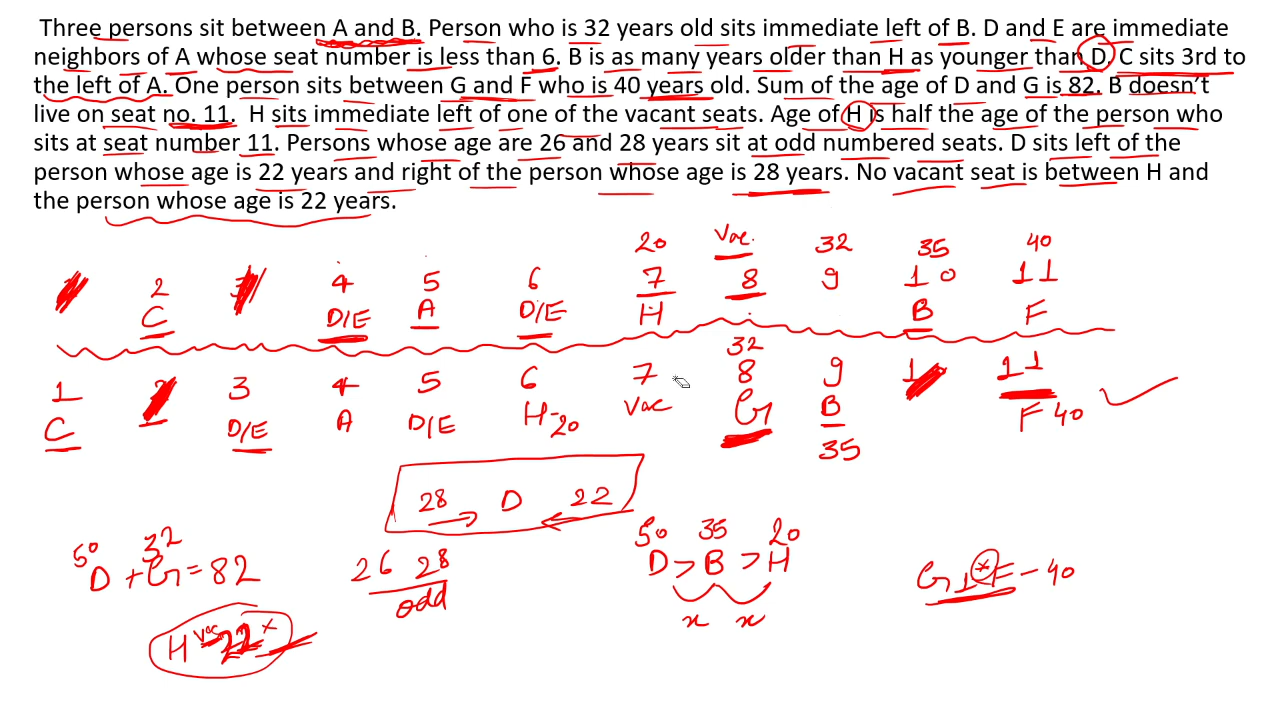 Three persons sit between A and B. Person who is 32 years old sits immediate left of B. D and E are immediate
neighbors of A whose seat number is less than 6. B is as many years older than H as younger than D. C sits 3rd to
the left of A. One person sits between G and F who is 40 years old. Sum of the age of D and G is 82. B doesn't
live on seat no. 11. H sits immediate left of one of the vacant seats. Age of H is half the age of the person who
sits at seat number 11. Persons whose age are 26 and 28 years sit at odd numbered seats. D sits left of the
person whose age is 22 years and right of the person whose age is 28 years. No vacant seat is between H and
the person whose age is 22 years.
20 Vac. 32 35 40
2 4 5 6 7 8 9 10 11
C D/E A D/E H B F
32
1 2 3 4 5 6 7 8 9 11
C D/E A D/E H-20 Vac G B F 40
35
28 D 22
50 32
D + G = 82
26 28
odd
50 35 20
D > B > H
x x
G 1 F - 40
H Vac 22 x